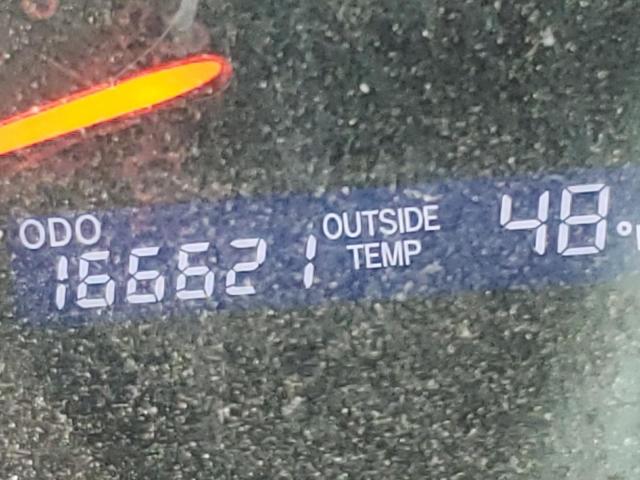 ODO
166621
OUTSIDE
TEMP
48°